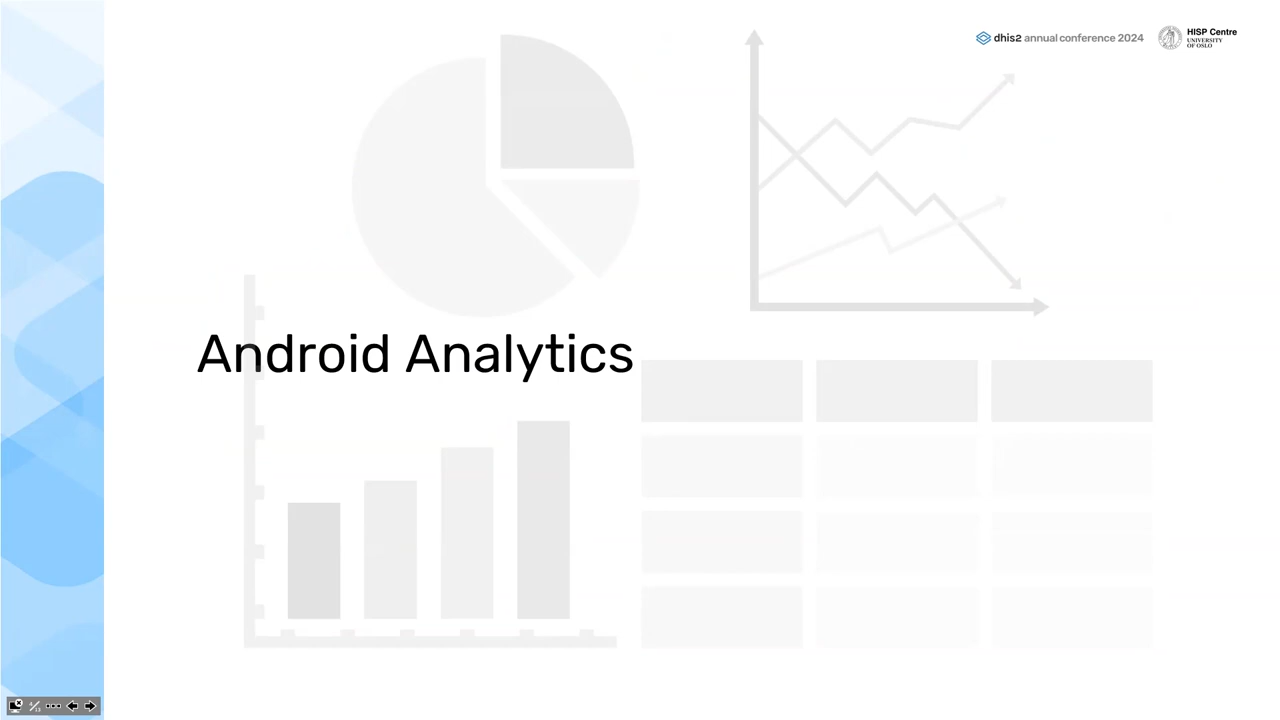 dhis2 annual conference 2024
HISP Centre
UNIVERSITY
OF OSLO
Android Analytics